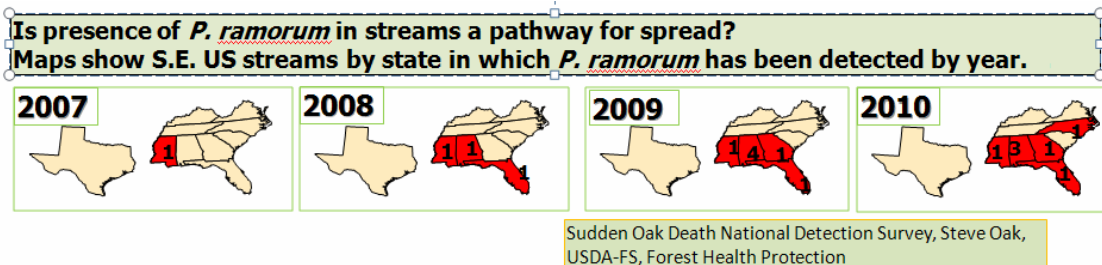 Is presence of P. ramorum in streams a pathway for spread?
Maps show S.E. US streams by state in which P. ramorum has been detected by year.
2007
1
2008
1 1
1
2009
1 4 1
1
2010
1
1 3 1
1
Sudden Oak Death National Detection Survey, Steve Oak,
USDA-FS, Forest Health Protection